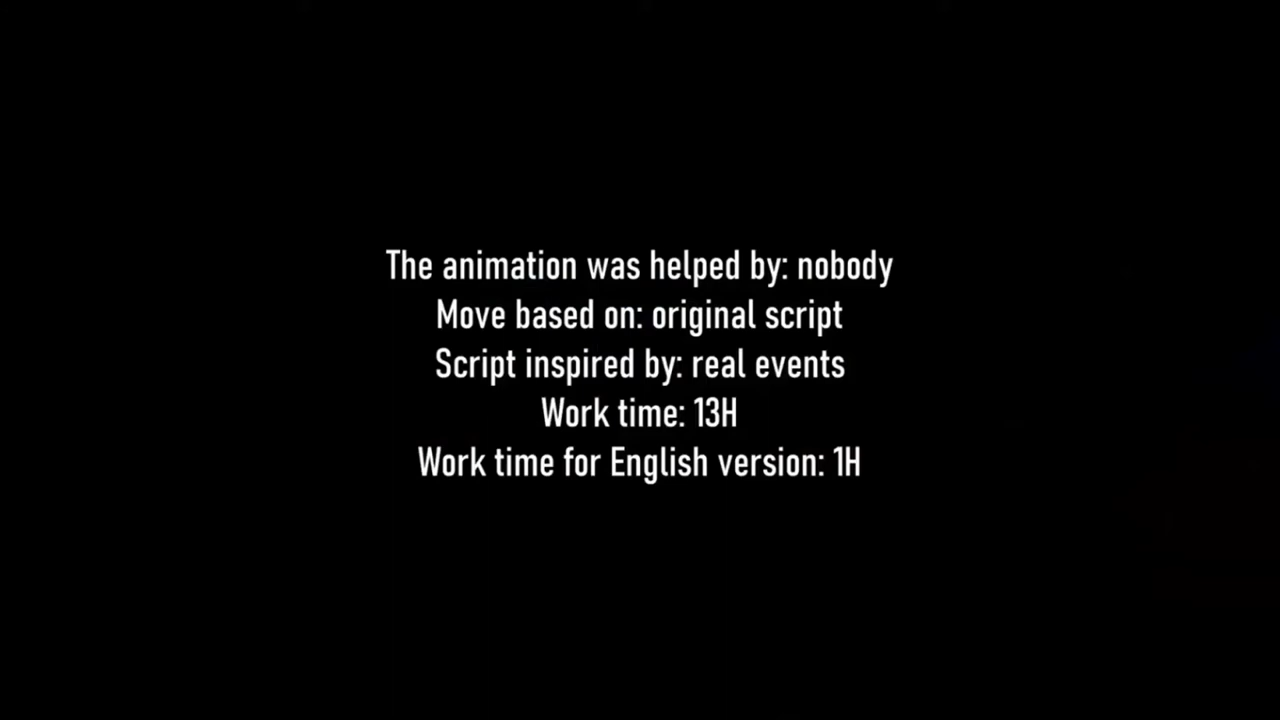 The animation was helped by: nobody
Move based on: original script
Script inspired by: real events
Work time: 13H
Work time for English version: 1H